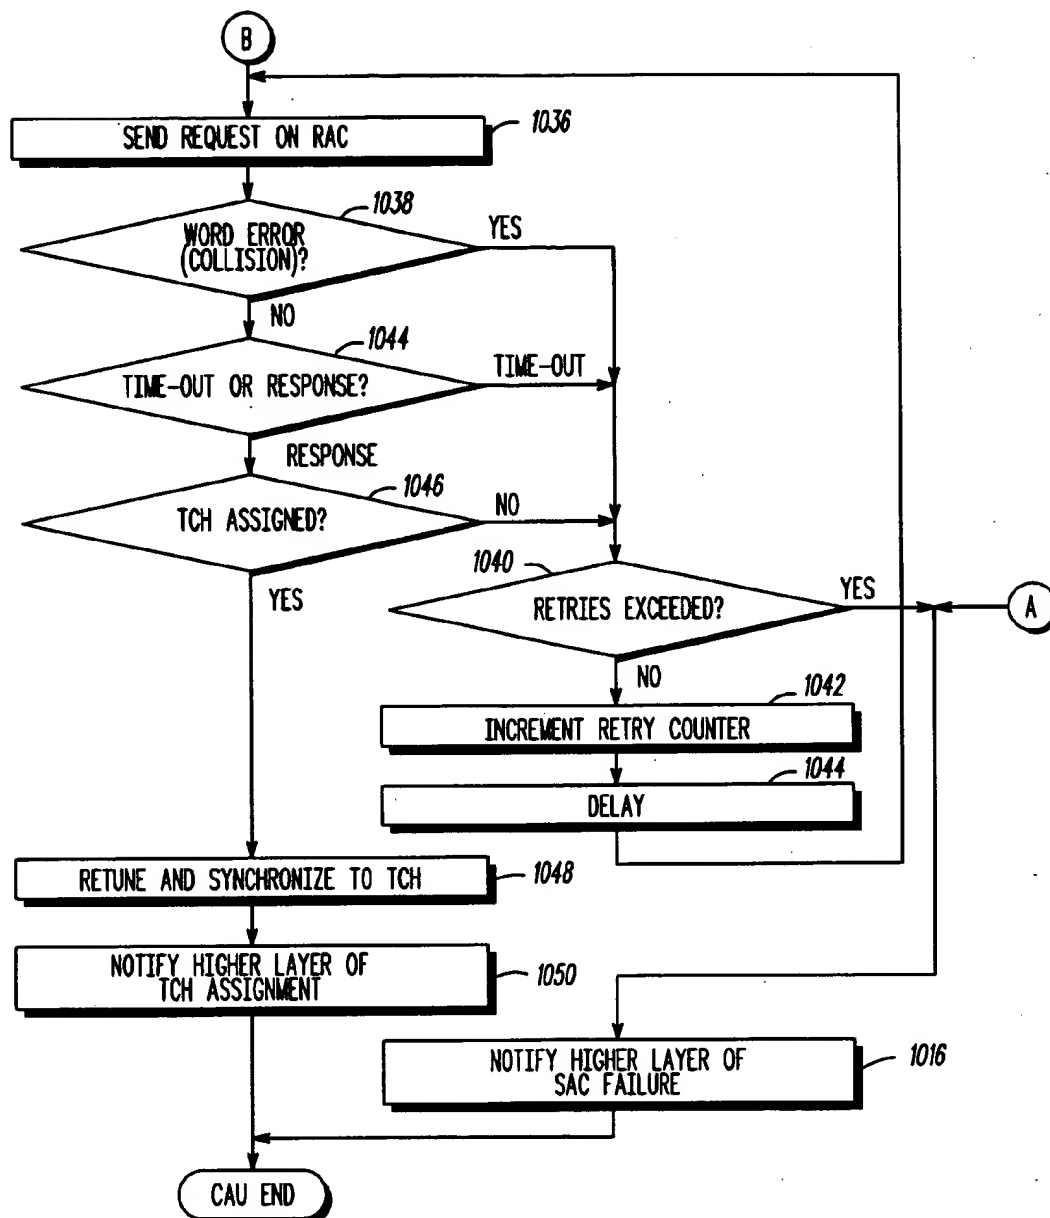 B
SEND REQUEST ON RAC
1036
1038
WORD ERROR
(COLLISION)?
YES
NO
1044
TIME-OUT OR RESPONSE?
TIME-OUT
RESPONSE
1046
TCH ASSIGNED?
NO
YES
1040
RETRIES EXCEEDED?
YES
A
NO
1042
INCREMENT RETRY COUNTER
1044
DELAY
RETUNE AND SYNCHRONIZE TO TCH
1048
NOTIFY HIGHER LAYER OF
TCH ASSIGNMENT
1050
NOTIFY HIGHER LAYER OF
SAC FAILURE
1016
CAU END